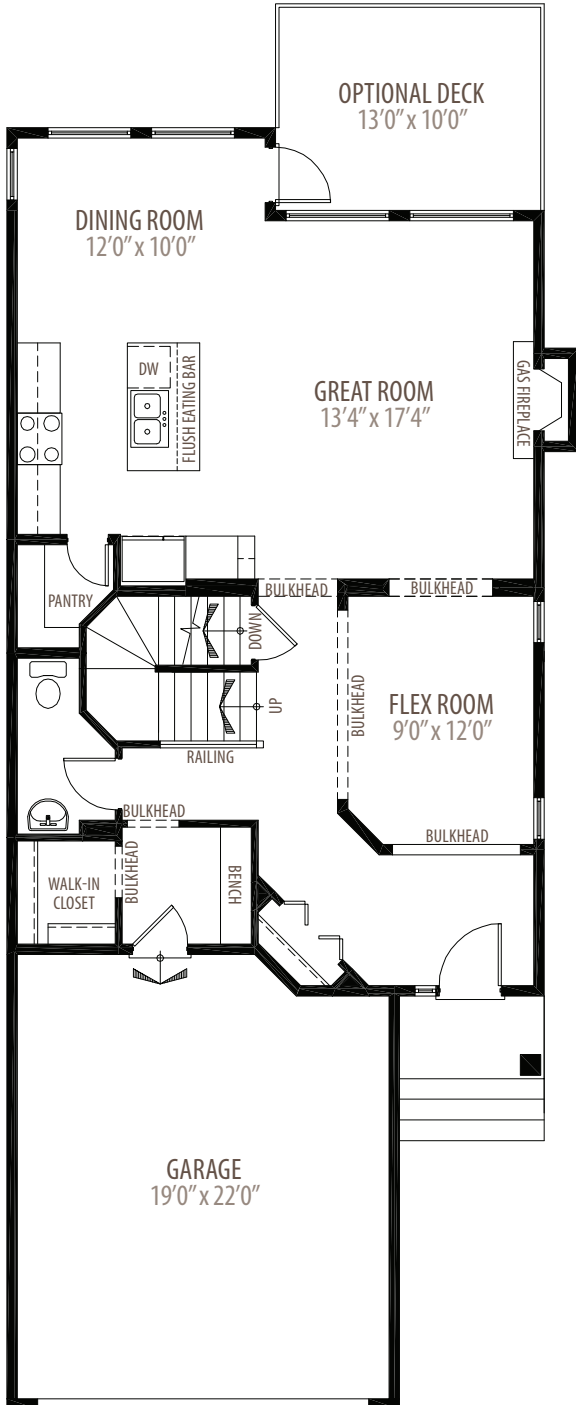 OPTIONAL DECK
13’0” x 10’0”
DINING ROOM
12’0” x 10’0”
DW
FLUSH EATING BAR
GREAT ROOM
13’4” x 17’4”
GAS FIREPLACE
PANTRY
BULKHEAD
BULKHEAD
DOWN
UP
BULKHEAD
FLEX ROOM
9’0” x 12’0”
RAILING
BULKHEAD
BULKHEAD
BULKHEAD
WALK-IN
CLOSET
BENCH
GARAGE
19’0” x 22’0”